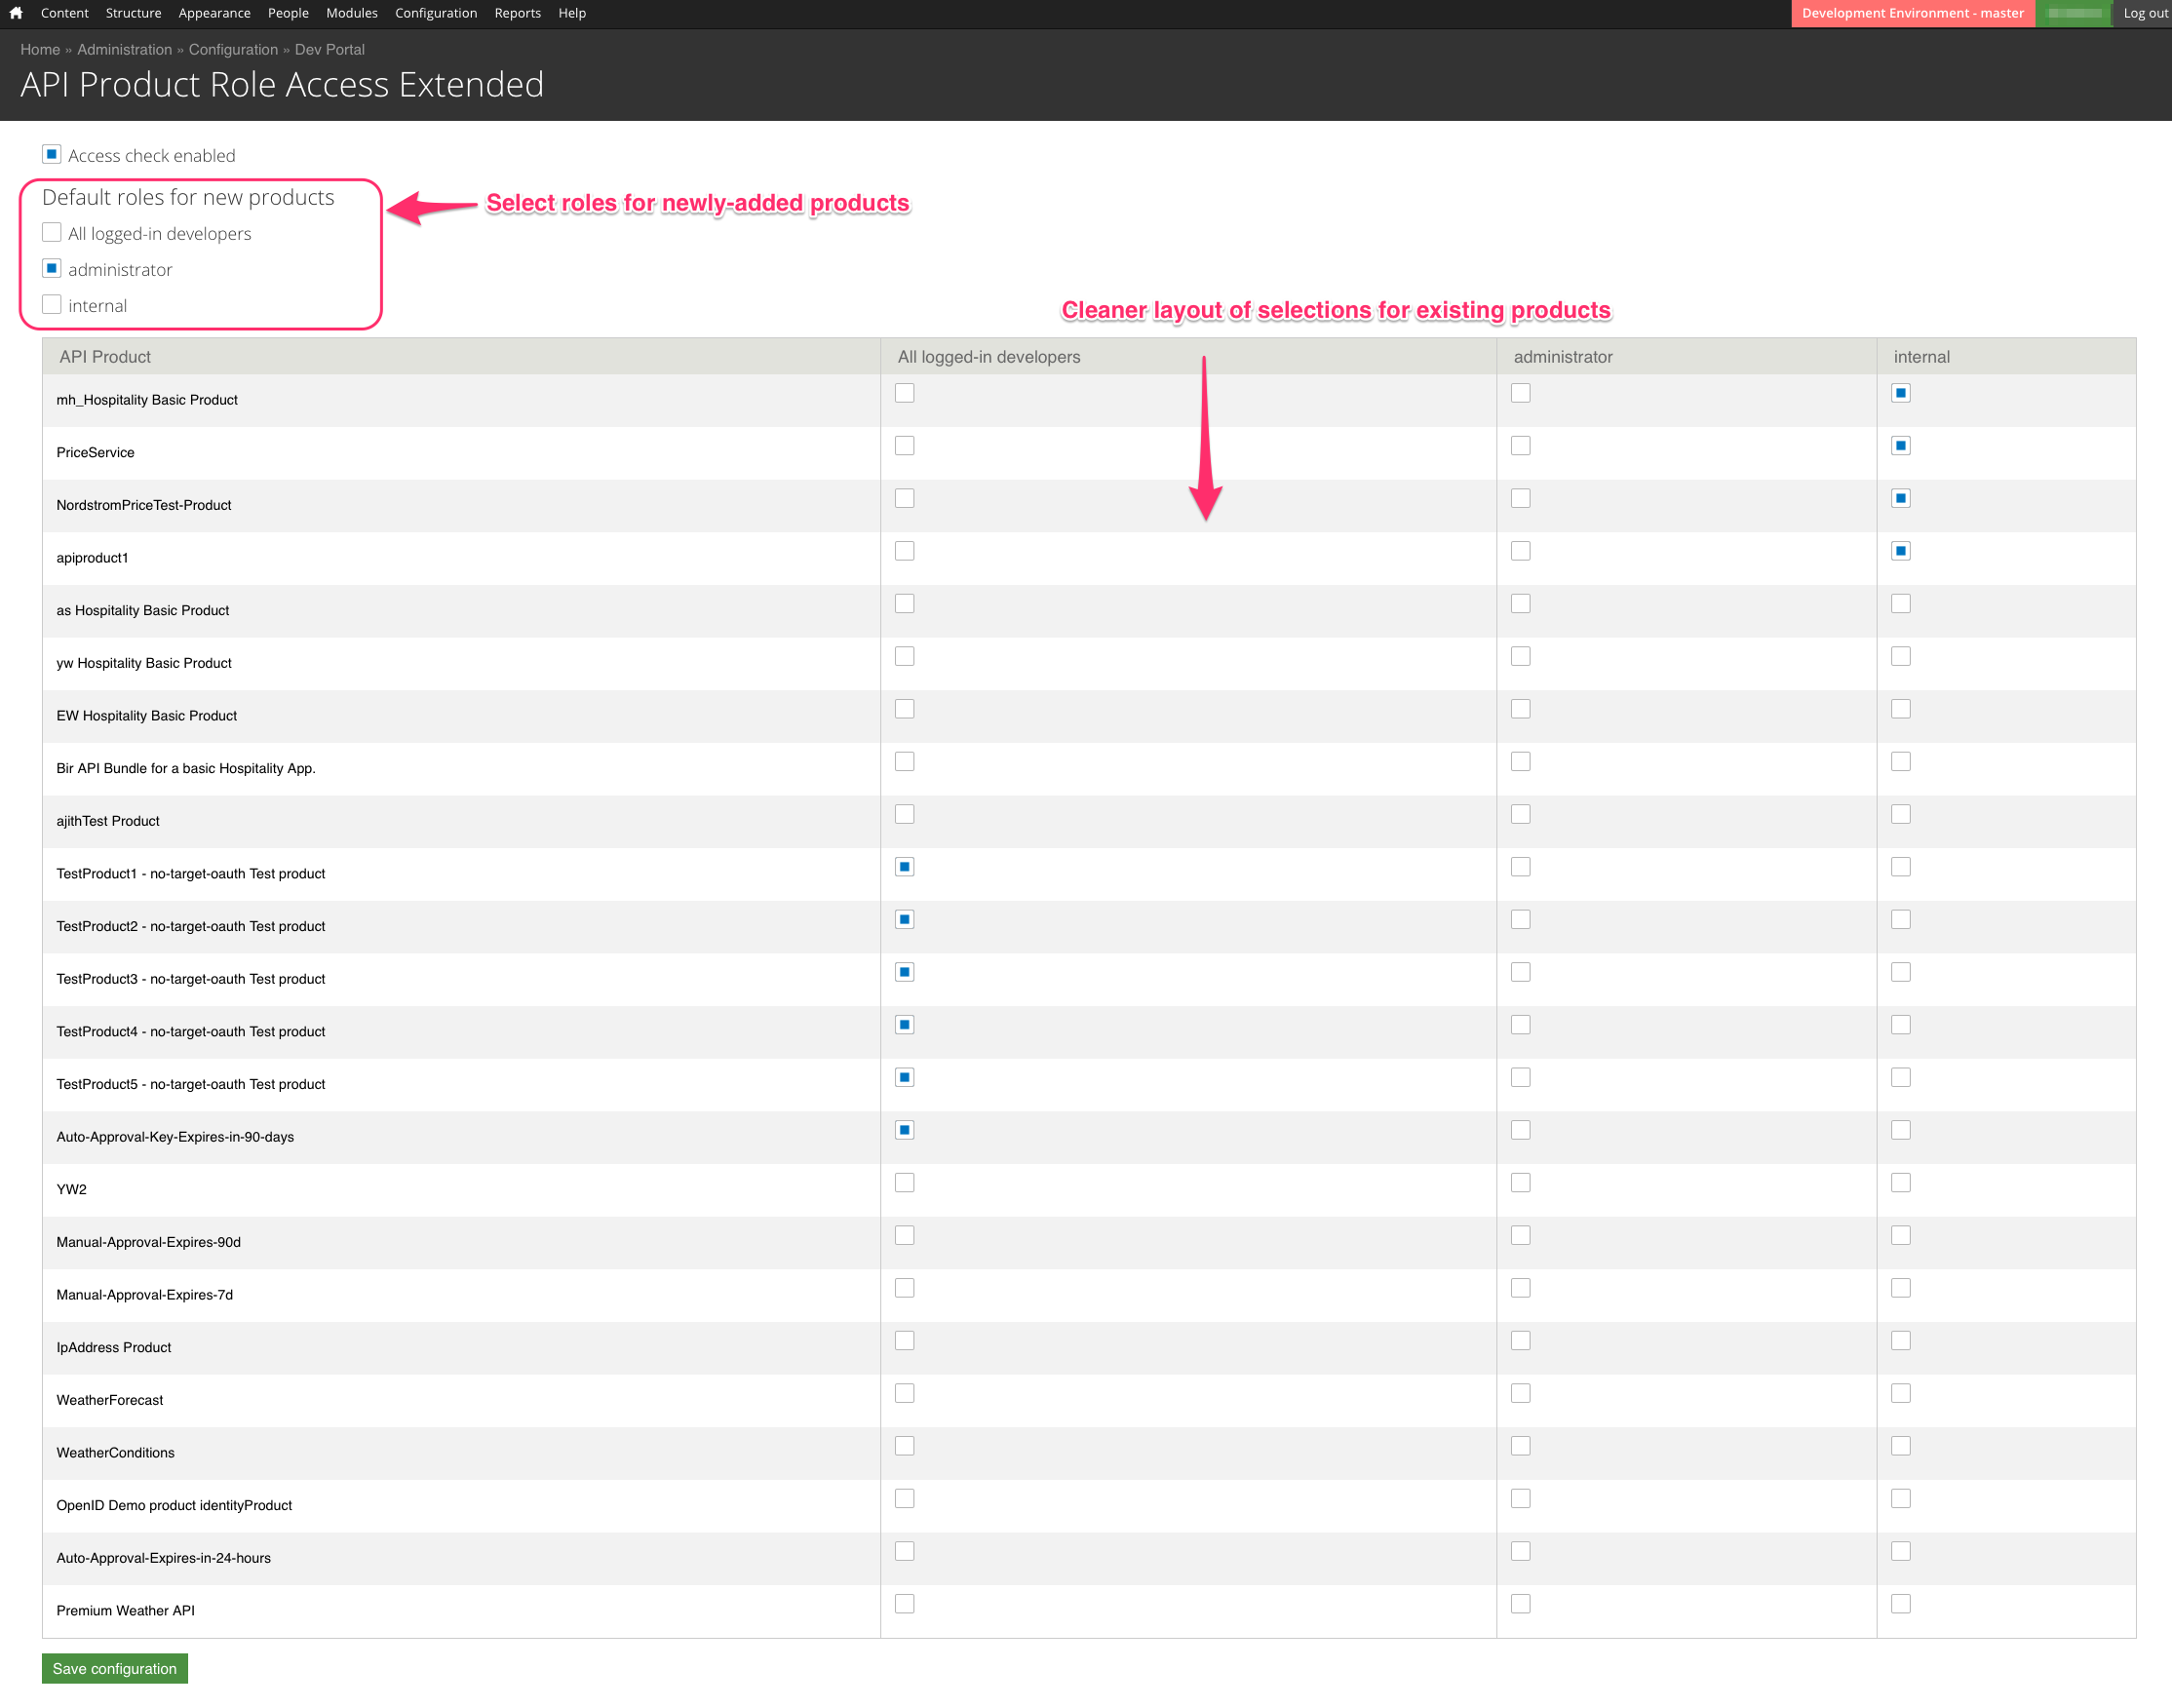 Content Structure Appearance People Modules Configuration Reports Help Development Environment - master Log out
Home » Administration » Configuration » Dev Portal
API Product Role Access Extended
Access check enabled
Default roles for new products
Select roles for newly-added products
All logged-in developers
administrator
internal
Cleaner layout of selections for existing products
API Product All logged-in developers administrator internal
mh_Hospitality Basic Product
PriceService
NordstromPriceTest-Product
apiproduct1
as Hospitality Basic Product
yw Hospitality Basic Product
EW Hospitality Basic Product
Bir API Bundle for a basic Hospitality App.
ajithTest Product
TestProduct1 - no-target-oauth Test product
TestProduct2 - no-target-oauth Test product
TestProduct3 - no-target-oauth Test product
TestProduct4 - no-target-oauth Test product
TestProduct5 - no-target-oauth Test product
Auto-Approval-Key-Expires-in-90-days
YW2
Manual-Approval-Expires-90d
Manual-Approval-Expires-7d
IpAddress Product
WeatherForecast
WeatherConditions
OpenID Demo product identityProduct
Auto-Approval-Expires-in-24-hours
Premium Weather API
Save configuration